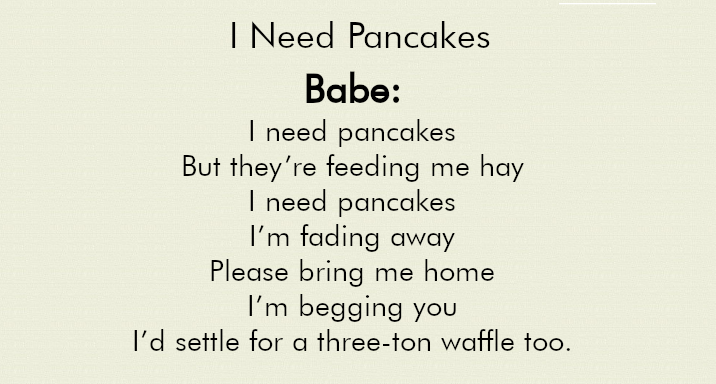 I Need Pancakes
Babe:
I need pancakes
But they’re feeding me hay
I need pancakes
I’m fading away
Please bring me home
I’m begging you
I’d settle for a three-ton waffle too.